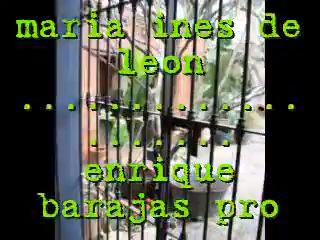 maria ines de
leon
.............
.......
enrique
barajas pro